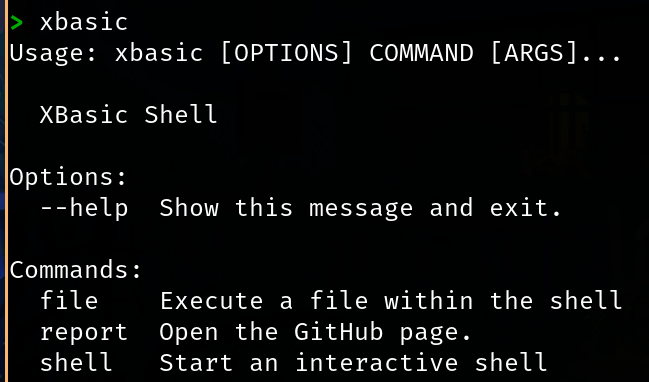 > xbasic
Usage: xbasic [OPTIONS] COMMAND [ARGS]...
XBasic Shell
Options:
--help  Show this message and exit.
Commands:
file    Execute a file within the shell
report  Open the GitHub page.
shell   Start an interactive shell